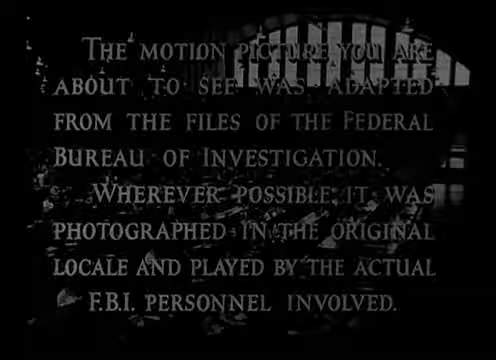 THE MOTION PICTURE YOU ARE
ABOUT TO SEE WAS ADAPTED
FROM THE FILES OF THE FEDERAL
BUREAU OF INVESTIGATION.
WHEREVER POSSIBLE, IT WAS
PHOTOGRAPHED IN THE ORIGINAL
LOCALE AND PLAYED BY THE ACTUAL
F.B.I. PERSONNEL INVOLVED.